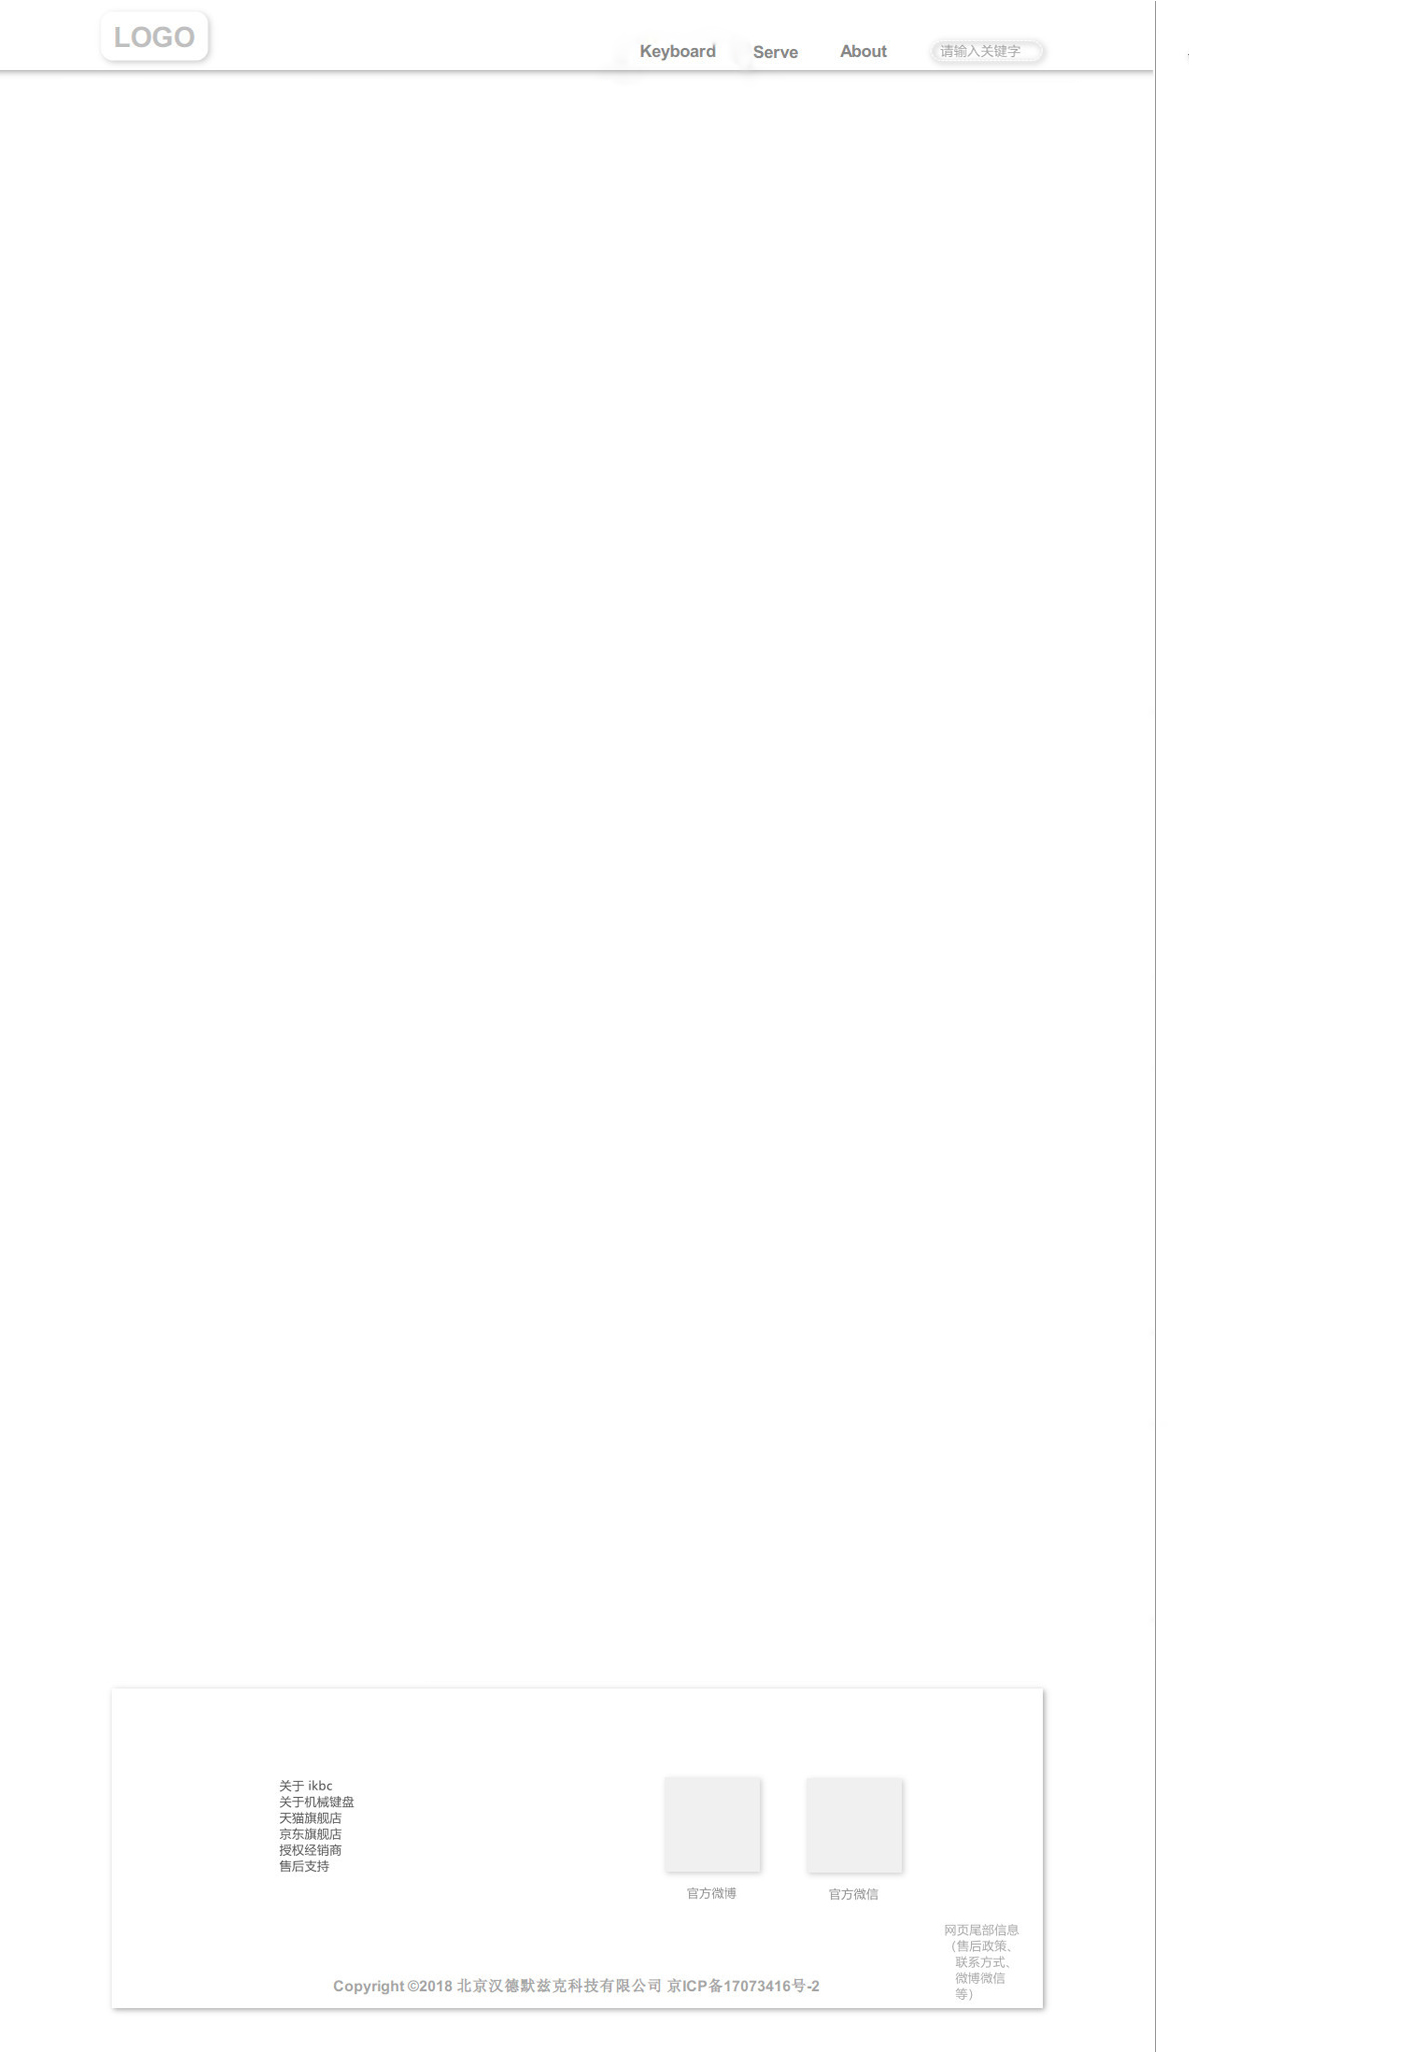 LOGO
Keyboard
Serve
About
请输入关键字
关于 ikbc
关于机械键盘
天猫旗舰店
京东旗舰店
授权经销商
售后支持
官方微博
官方微信
网页尾部信息
（售后政策、
联系方式、
微博微信
等）
Copyright ©2018 北京汉德默兹克科技有限公司 京ICP备17073416号-2